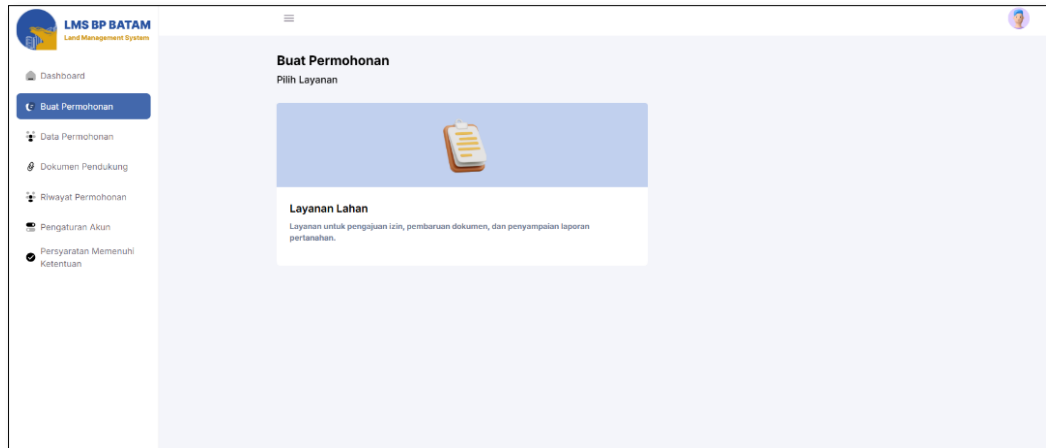 LMS BP BATAM
Land Management System
Dashboard
Buat Permohonan
Data Permohonan
Dokumen Pendukung
Riwayat Permohonan
Pengaturan Akun
Persyaratan Memenuhi
Ketentuan
Buat Permohonan
Pilih Layanan
Layanan Lahan
Layanan untuk pengajuan izin, pembaruan dokumen, dan penyampaian laporan
pertanahan.